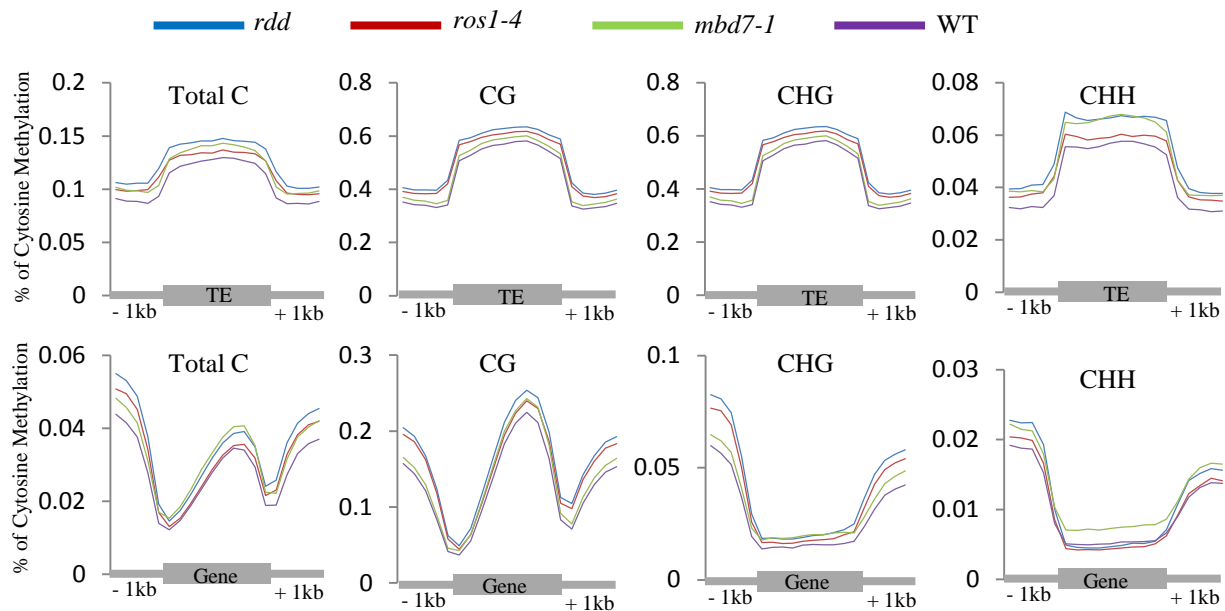 rdd ros1-4 mbd7-1 WT
% of Cytosine Methylation
Total C
0.2
0.15
0.1
0.05
0
TE
- 1kb + 1kb
CG
0.8
0.6
0.4
0.2
0
TE
- 1kb + 1kb
CHG
0.8
0.6
0.4
0.2
0
TE
- 1kb + 1kb
CHH
0.08
0.06
0.04
0.02
0
TE
- 1kb + 1kb
% of Cytosine Methylation
Total C
0.06
0.04
0.02
0
Gene
- 1kb + 1kb
CG
0.3
0.2
0.1
0
Gene
- 1kb + 1kb
CHG
0.1
0.05
0
Gene
- 1kb + 1kb
CHH
0.03
0.02
0.01
0
Gene
- 1kb + 1kb